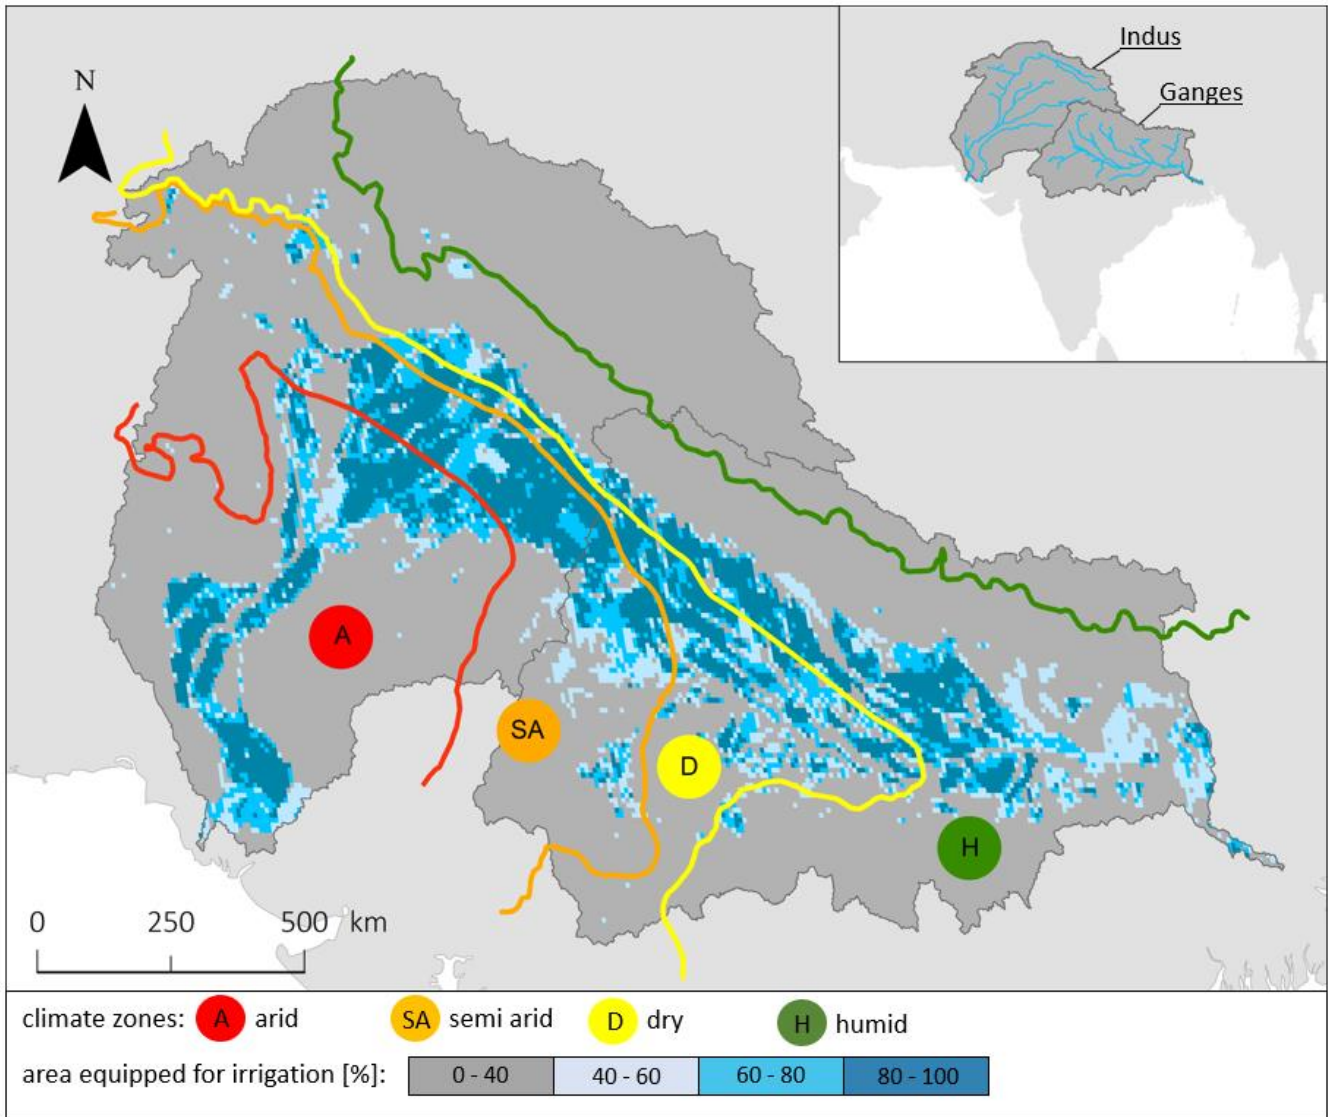 Indus
Ganges
N
A
SA
D
H
0 250 500 km
climate zones: A arid SA semi arid D dry H humid
area equipped for irrigation [%]: 0 - 40 40 - 60 60 - 80 80 - 100